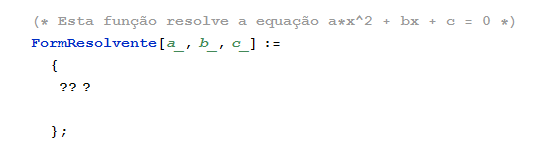 (* Esta função resolve a equação a*x^2 + bx + c = 0 *)
FormResolvente[a_, b_, c_] :=
{
?? ?
};